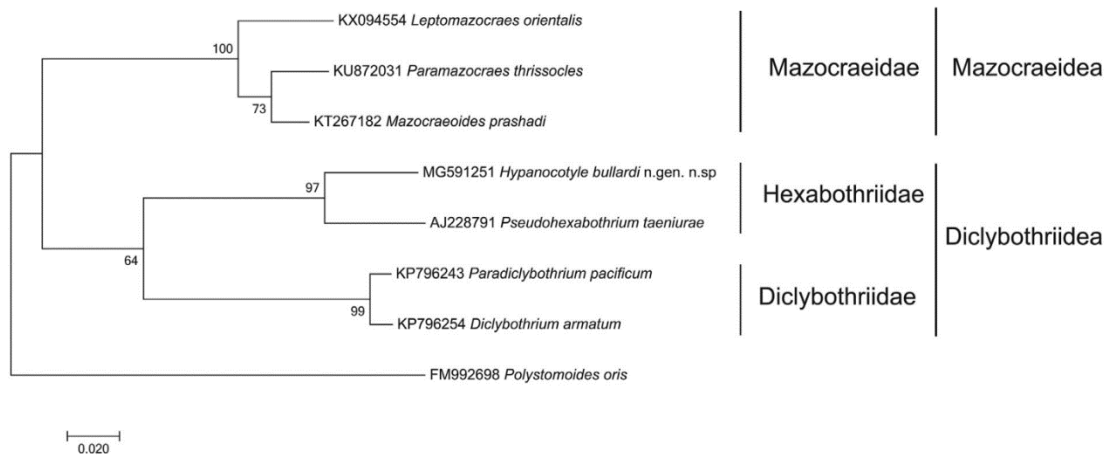 KX094554 Leptomazocraes orientalis
100
KU872031 Paramazocraes thrissocles
Mazocraeidae
Mazocraeidea
73
KT267182 Mazocraeoides prashadi
MG591251 Hypanocotyle bullardi n.gen. n.sp
97
Hexabothriidae
AJ228791 Pseudohexabothrium taeniurae
Diclybothriidea
64
KP796243 Paradiclybothrium pacificum
Diclybothriidae
99
KP796254 Diclybothrium armatum
FM992698 Polystomoides oris
0.020